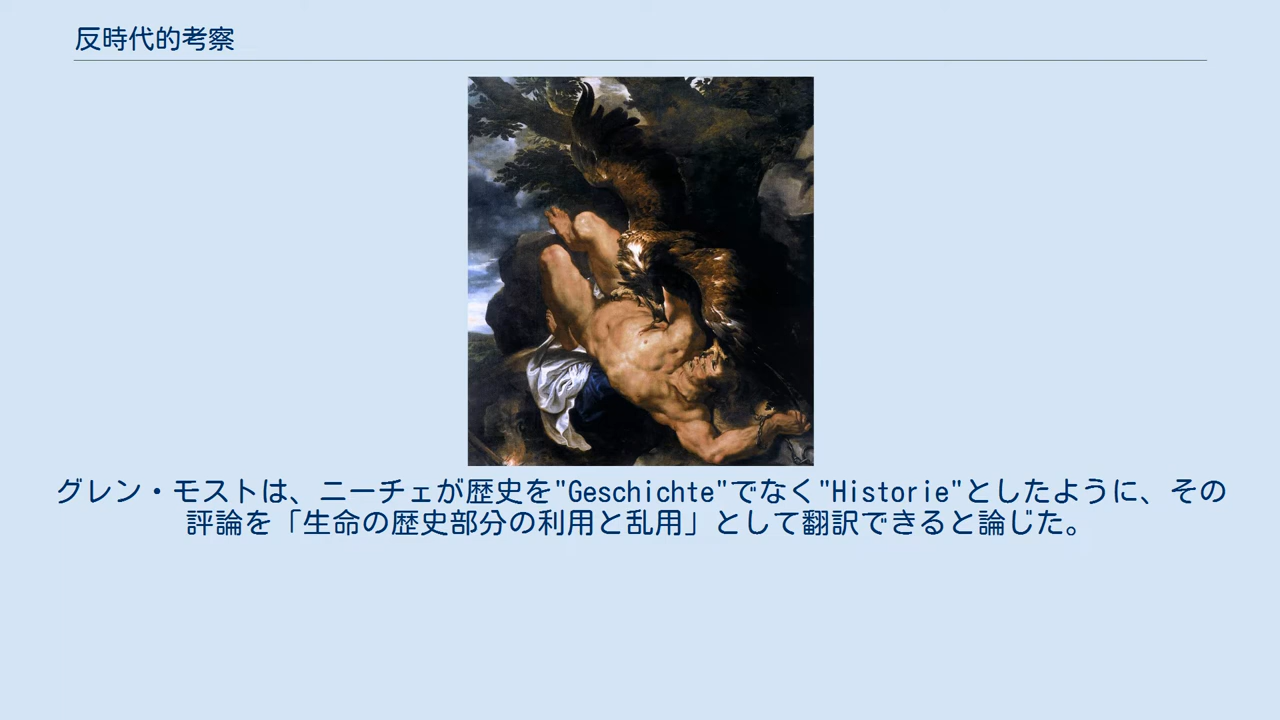 反時代的考察
グレン・モストは、ニーチェが歴史を"Geschichte"でなく"Historie"としたように、その
評論を「生命の歴史部分の利用と乱用」として翻訳できると論じた。